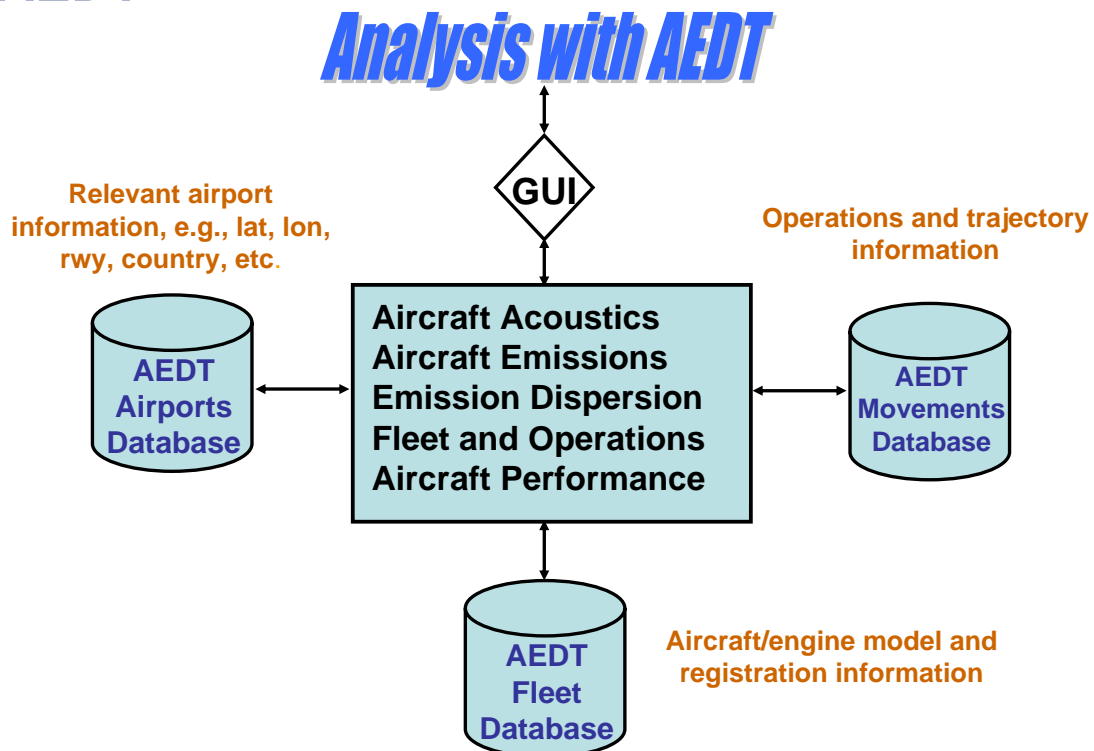 Analysis with AEDT
GUI
Relevant airport
information, e.g., lat, lon,
rwy, country, etc.
Operations and trajectory
information
AEDT
Airports
Database
Aircraft Acoustics
Aircraft Emissions
Emission Dispersion
Fleet and Operations
Aircraft Performance
AEDT
Movements
Database
AEDT
Fleet
Database
Aircraft/engine model and
registration information